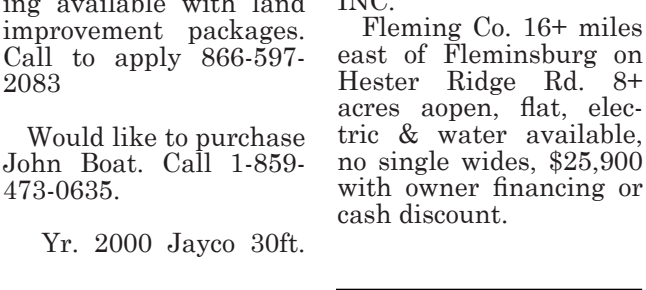 ing available with land
improvement packages.
Call to apply 866-597-
2083
Would like to purchase
John Boat. Call 1-859-
473-0635.
Yr. 2000 Jayco 30ft.
INC.
Fleming Co. 16+ miles
east of Fleminsburg on
Hester Ridge Rd. 8+
acres aopen, flat, elec-
tric & water available,
no single wides, $25,900
with owner financing or
cash discount.